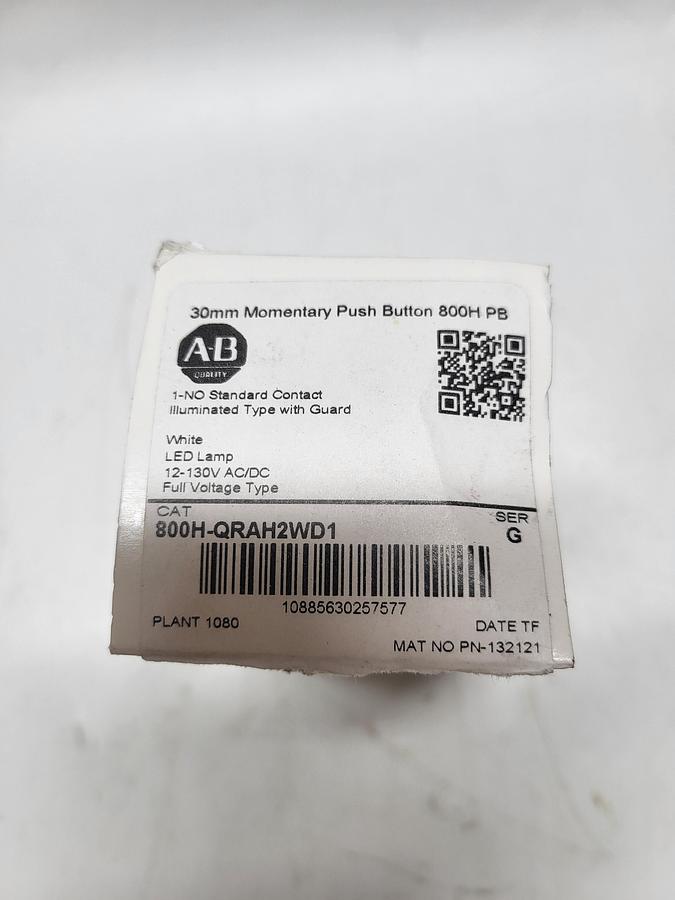 30mm Momentary Push Button 800H PB
A-B
QUALITY
1-NO Standard Contact
Illuminated Type with Guard
White
LED Lamp
12-130V AC/DC
Full Voltage Type
CAT
SER
800H-QRAH2WD1
G
10885630257577
PLANT 1080
DATE TF
MAT NO PN-132121